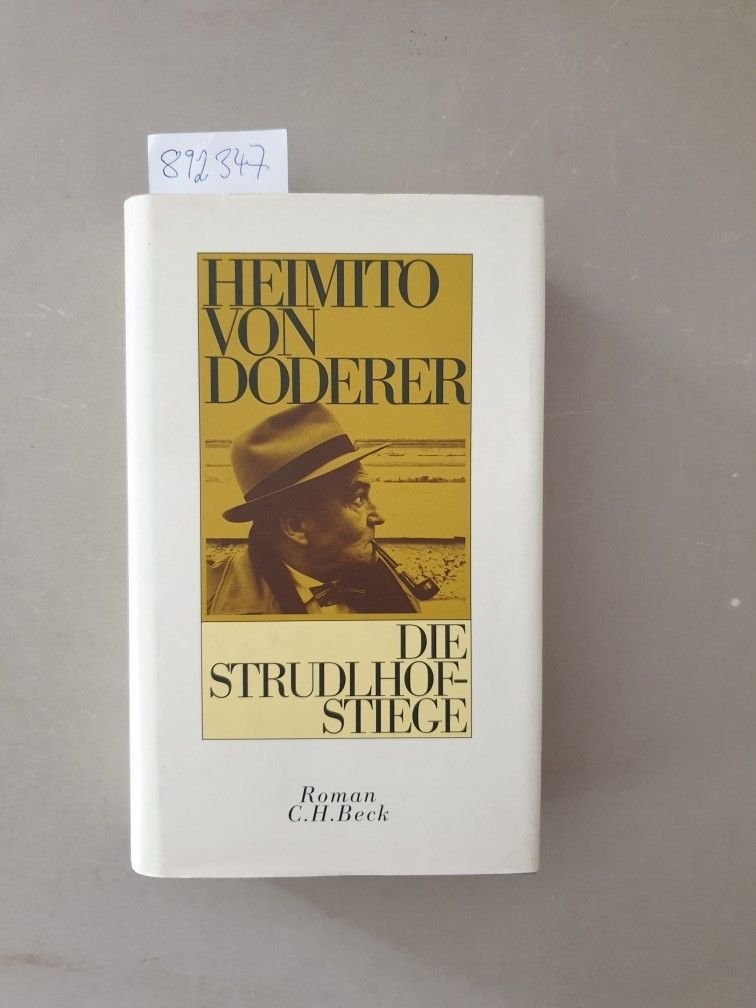 892347
HEIMITO
VON
DODERER
DIE
STRUDLHOF-
STIEGE
Roman
C.H.Beck